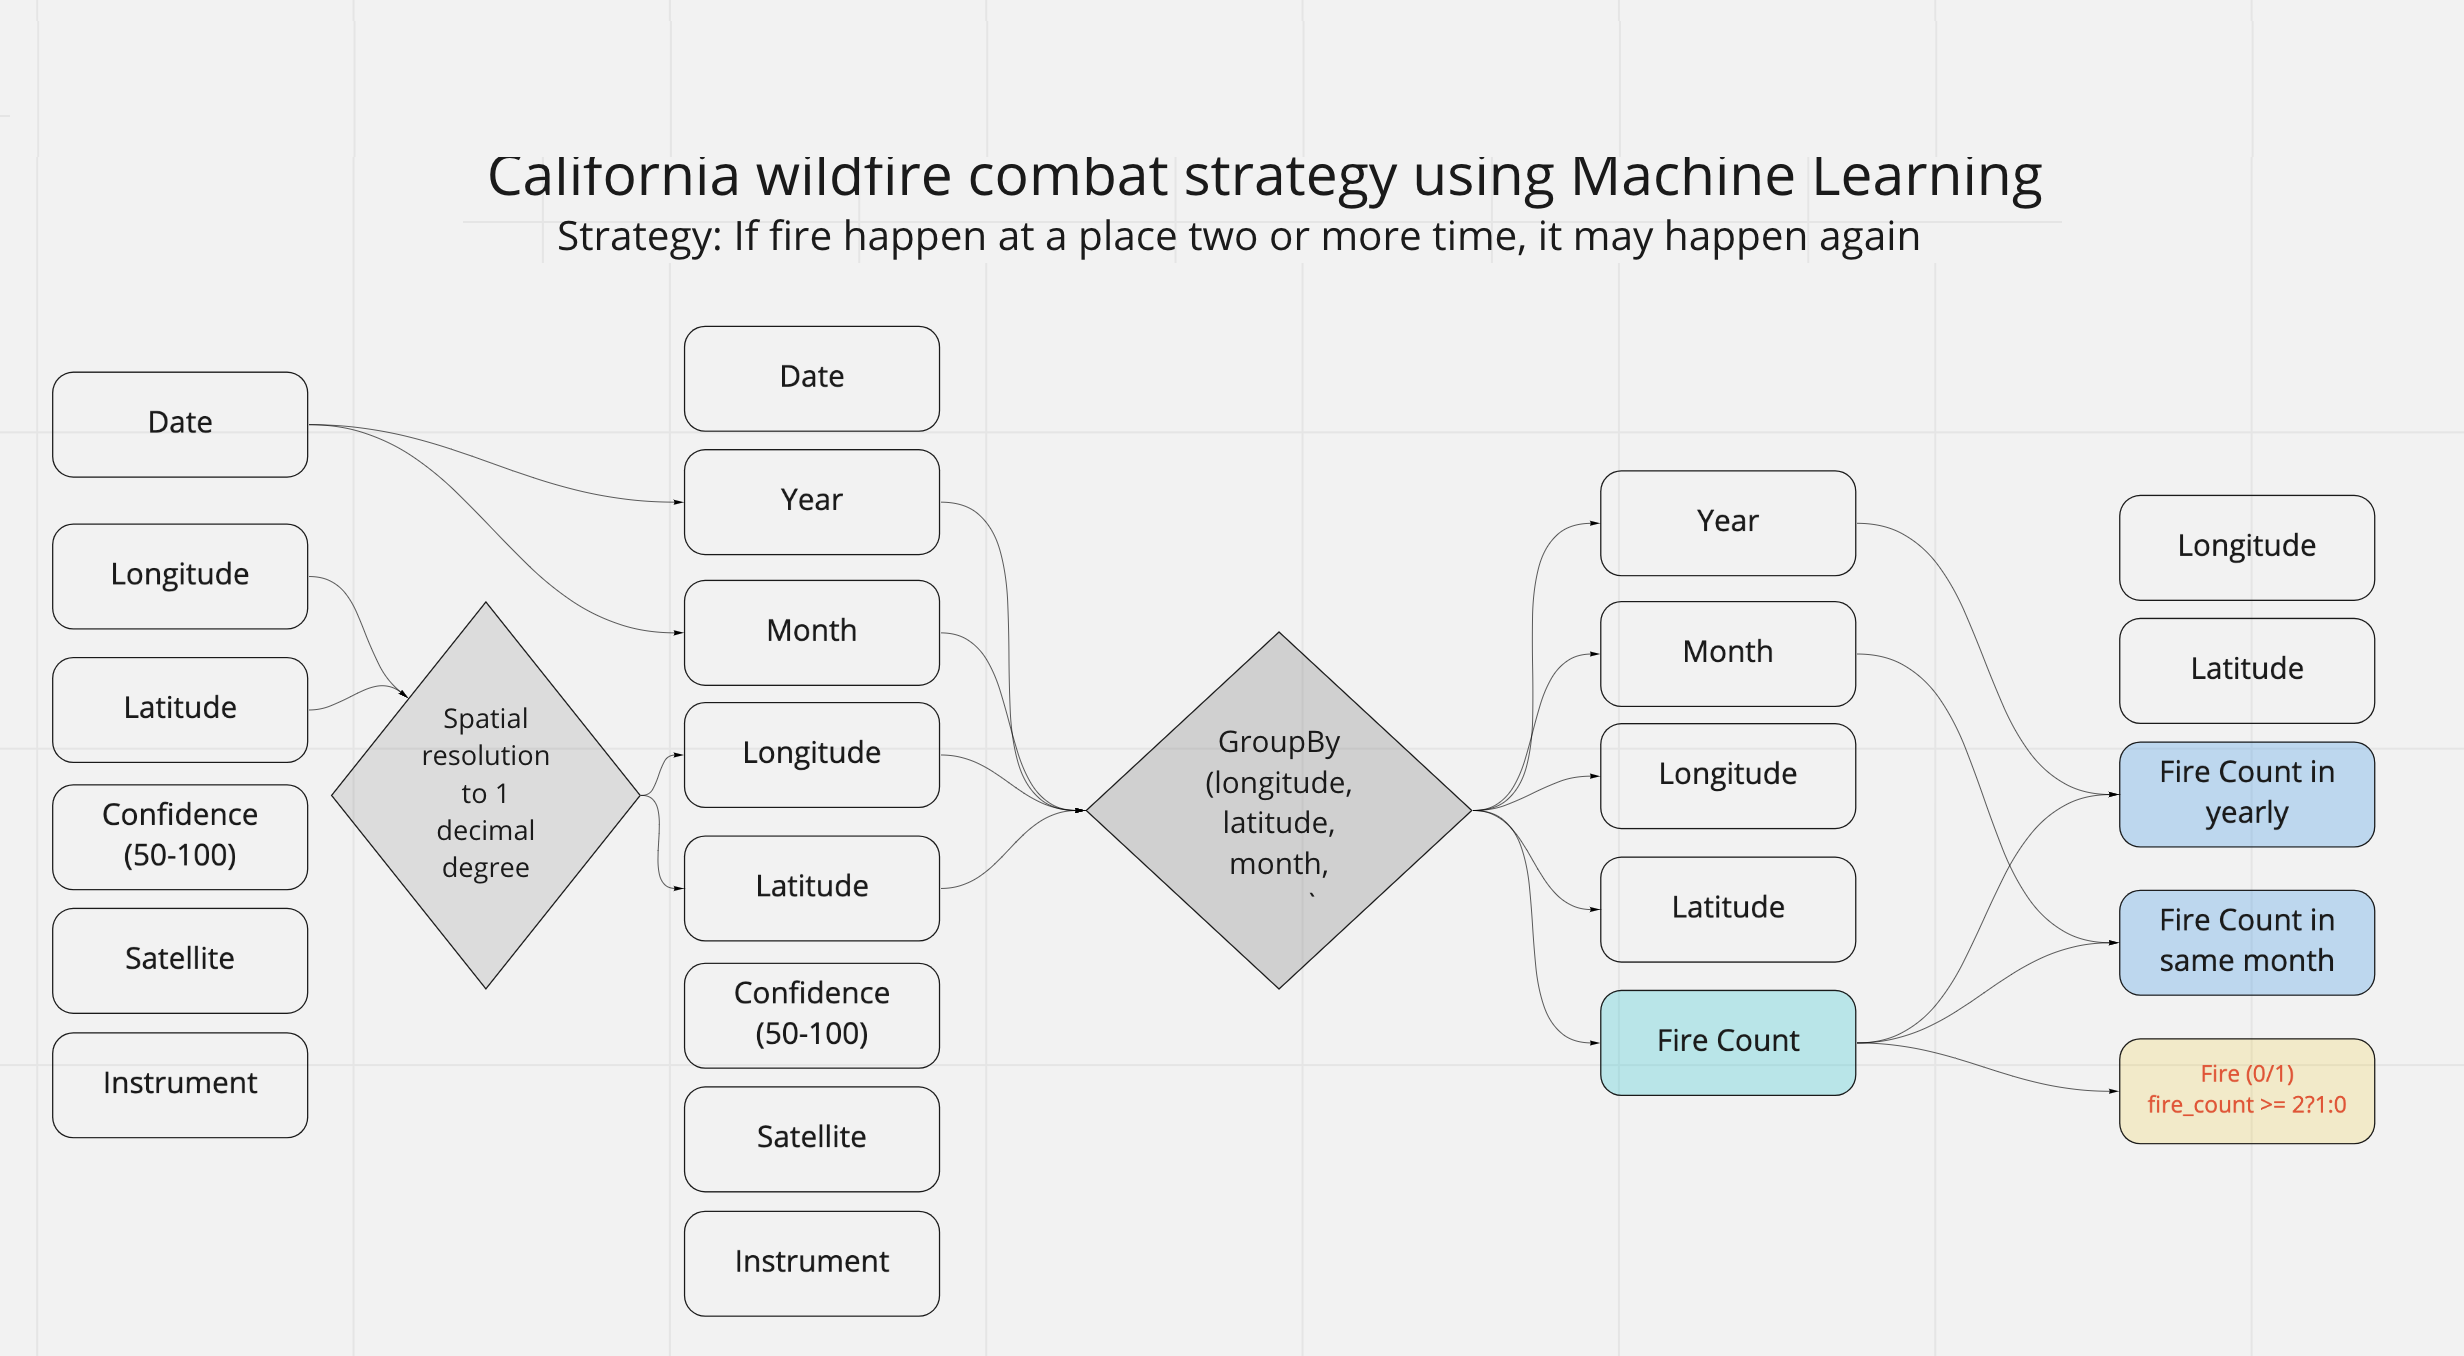 California wildfire combat strategy using Machine Learning
Strategy: If fire happen at a place two or more time, it may happen again
Date
Longitude
Latitude
Confidence
(50-100)
Satellite
Instrument
Spatial
resolution
to 1
decimal
degree
Date
Year
Month
Longitude
Latitude
Confidence
(50-100)
Satellite
Instrument
GroupBy
(longitude,
latitude,
month,
Year
Month
Longitude
Latitude
Fire Count
Longitude
Latitude
Fire Count in
yearly
Fire Count in
same month
Fire (0/1)
fire_count >= 2?1:0